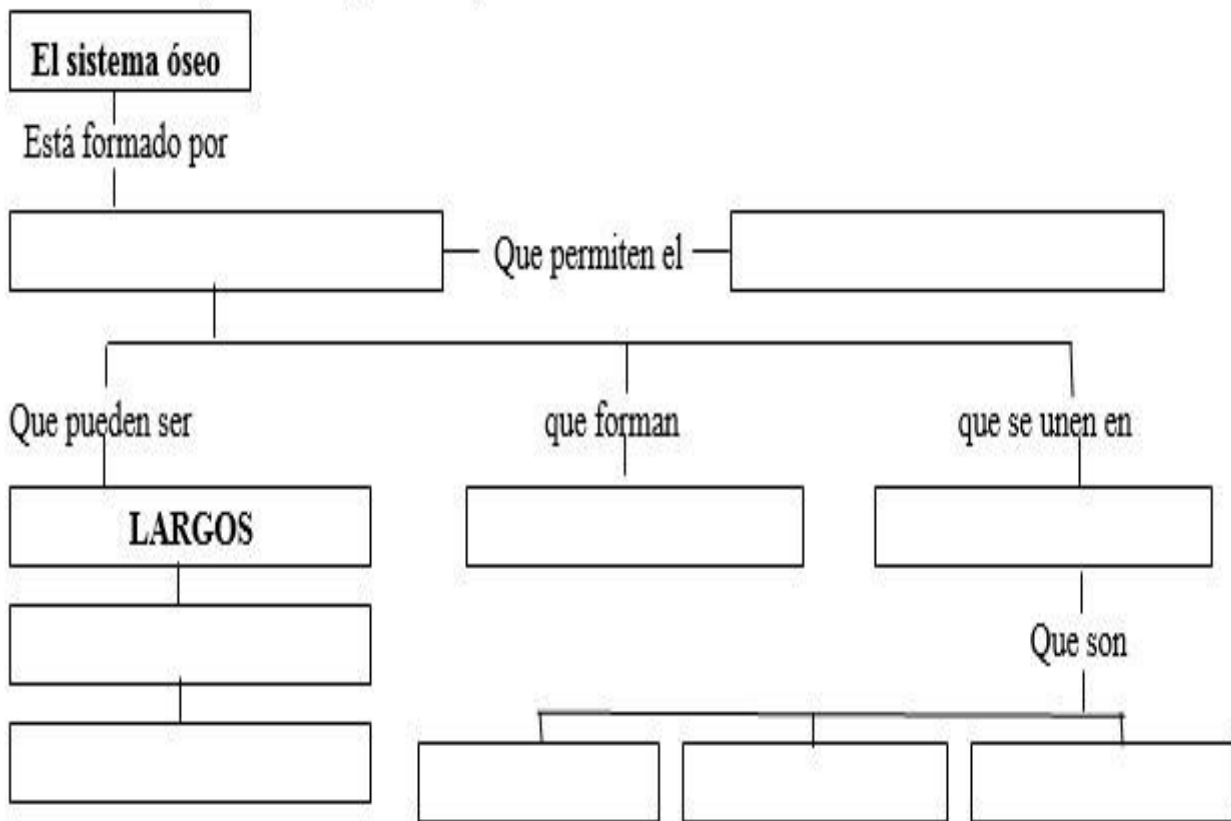 El sistema óseo
Está formado por
Que permiten el
Que pueden ser
que forman
que se unen en
LARGOS
Que son